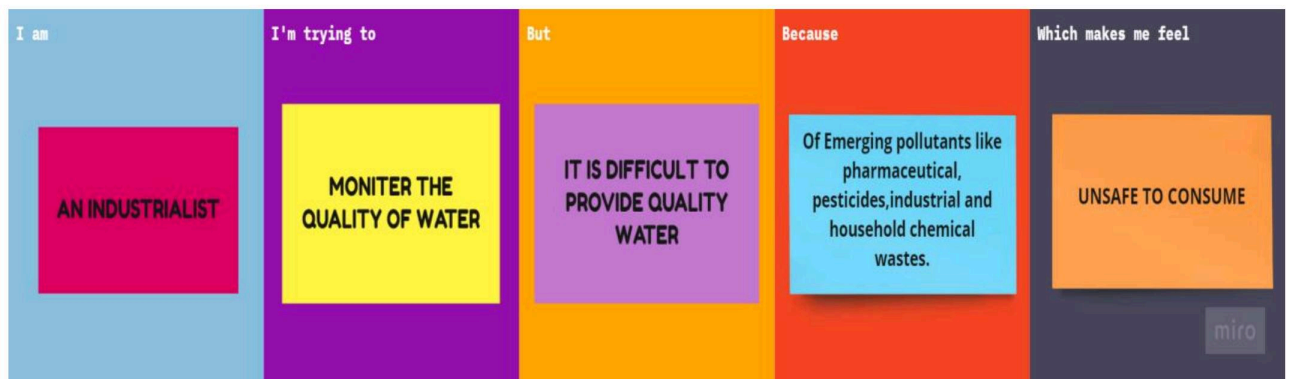 I am
AN INDUSTRIALIST
I'm trying to
MONITER THE
QUALITY OF WATER
But
IT IS DIFFICULT TO
PROVIDE QUALITY
WATER
Because
Of Emerging pollutants like
pharmaceutical,
pesticides,industrial and
household chemical
wastes.
Which makes me feel
UNSAFE TO CONSUME
miro